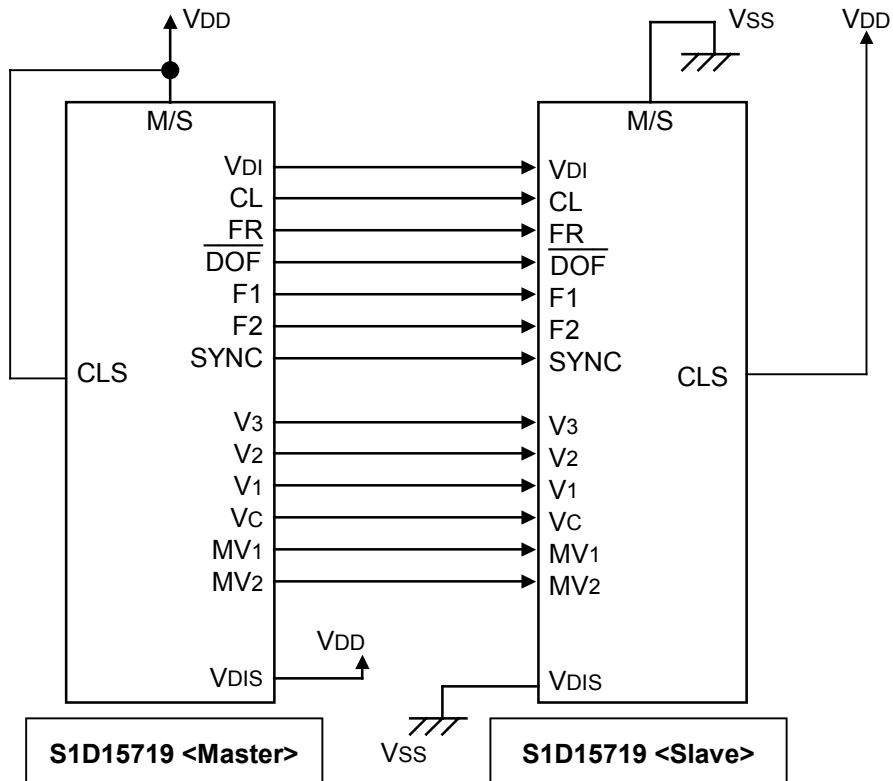 VDD
VSS
VDD
M/S
M/S
VDI
VDI
CL
CL
FR
FR
DOF
DOF
F1
F1
F2
F2
SYNC
SYNC
CLS
CLS
V3
V3
V2
V2
V1
V1
VC
VC
MV1
MV1
MV2
MV2
VDD
VDIS
VDIS
VSS
S1D15719 <Master>
S1D15719 <Slave>